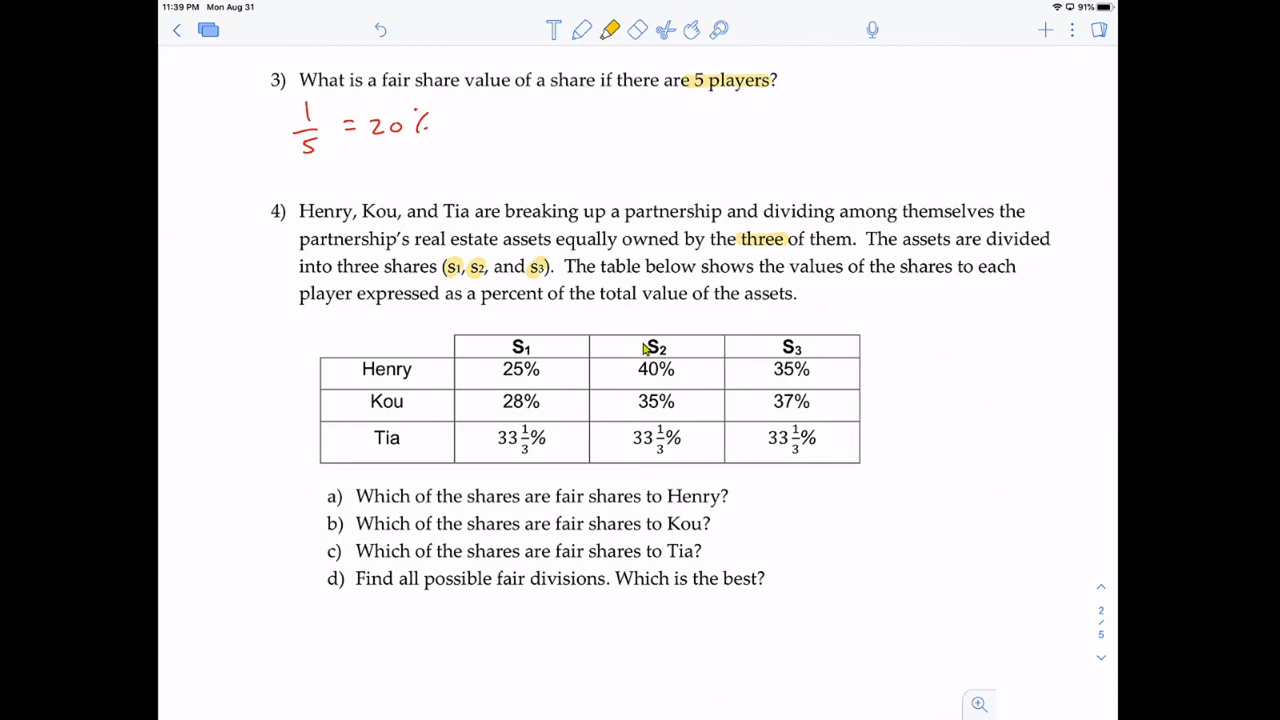 11:39 PM Mon Aug 31
91%
T
3) What is a fair share value of a share if there are 5 players?
1/5 = 20%
4) Henry, Kou, and Tia are breaking up a partnership and dividing among themselves the
partnership's real estate assets equally owned by the three of them. The assets are divided
into three shares (s₁, s₂, and s₃). The table below shows the values of the shares to each
player expressed as a percent of the total value of the assets.
S₁ S₂ S₃
Henry 25% 40% 35%
Kou 28% 35% 37%
Tia 33 1/3% 33 1/3% 33 1/3%
a) Which of the shares are fair shares to Henry?
b) Which of the shares are fair shares to Kou?
c) Which of the shares are fair shares to Tia?
d) Find all possible fair divisions. Which is the best?
2
/
5